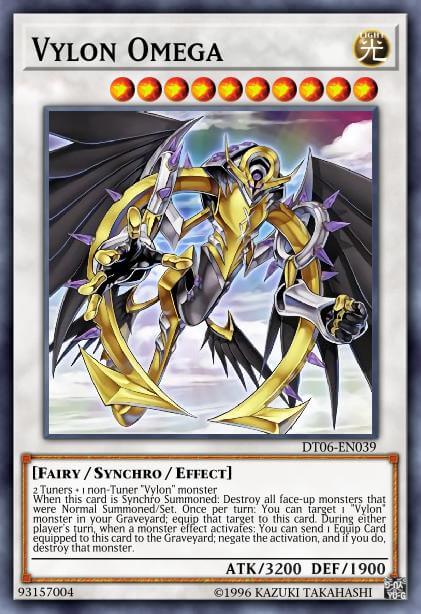 Vylon Omega
LIGHT
光
DT06-EN039
[Fairy / Synchro / Effect]
2 Tuners + 1 non-Tuner "Vylon" monster
When this card is Synchro Summoned: Destroy all face-up monsters that
were Normal Summoned/Set. Once per turn: You can target 1 "Vylon"
monster in your Graveyard; equip that target to this card. During either
player's turn, when a monster effect activates: You can send 1 Equip Card
equipped to this card to the Graveyard; negate the activation, and if you do,
destroy that monster.
ATK/3200 DEF/1900
93157004
©1996 KAZUKI TAKAHASHI